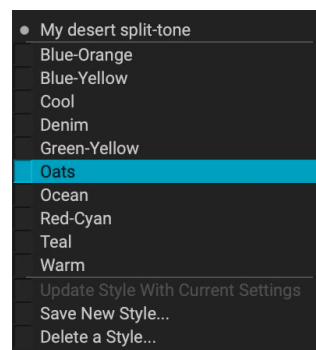 My desert split-tone
Blue-Orange
Blue-Yellow
Cool
Denim
Green-Yellow
Oats
Ocean
Red-Cyan
Teal
Warm
Update Style With Current Settings
Save New Style...
Delete a Style...